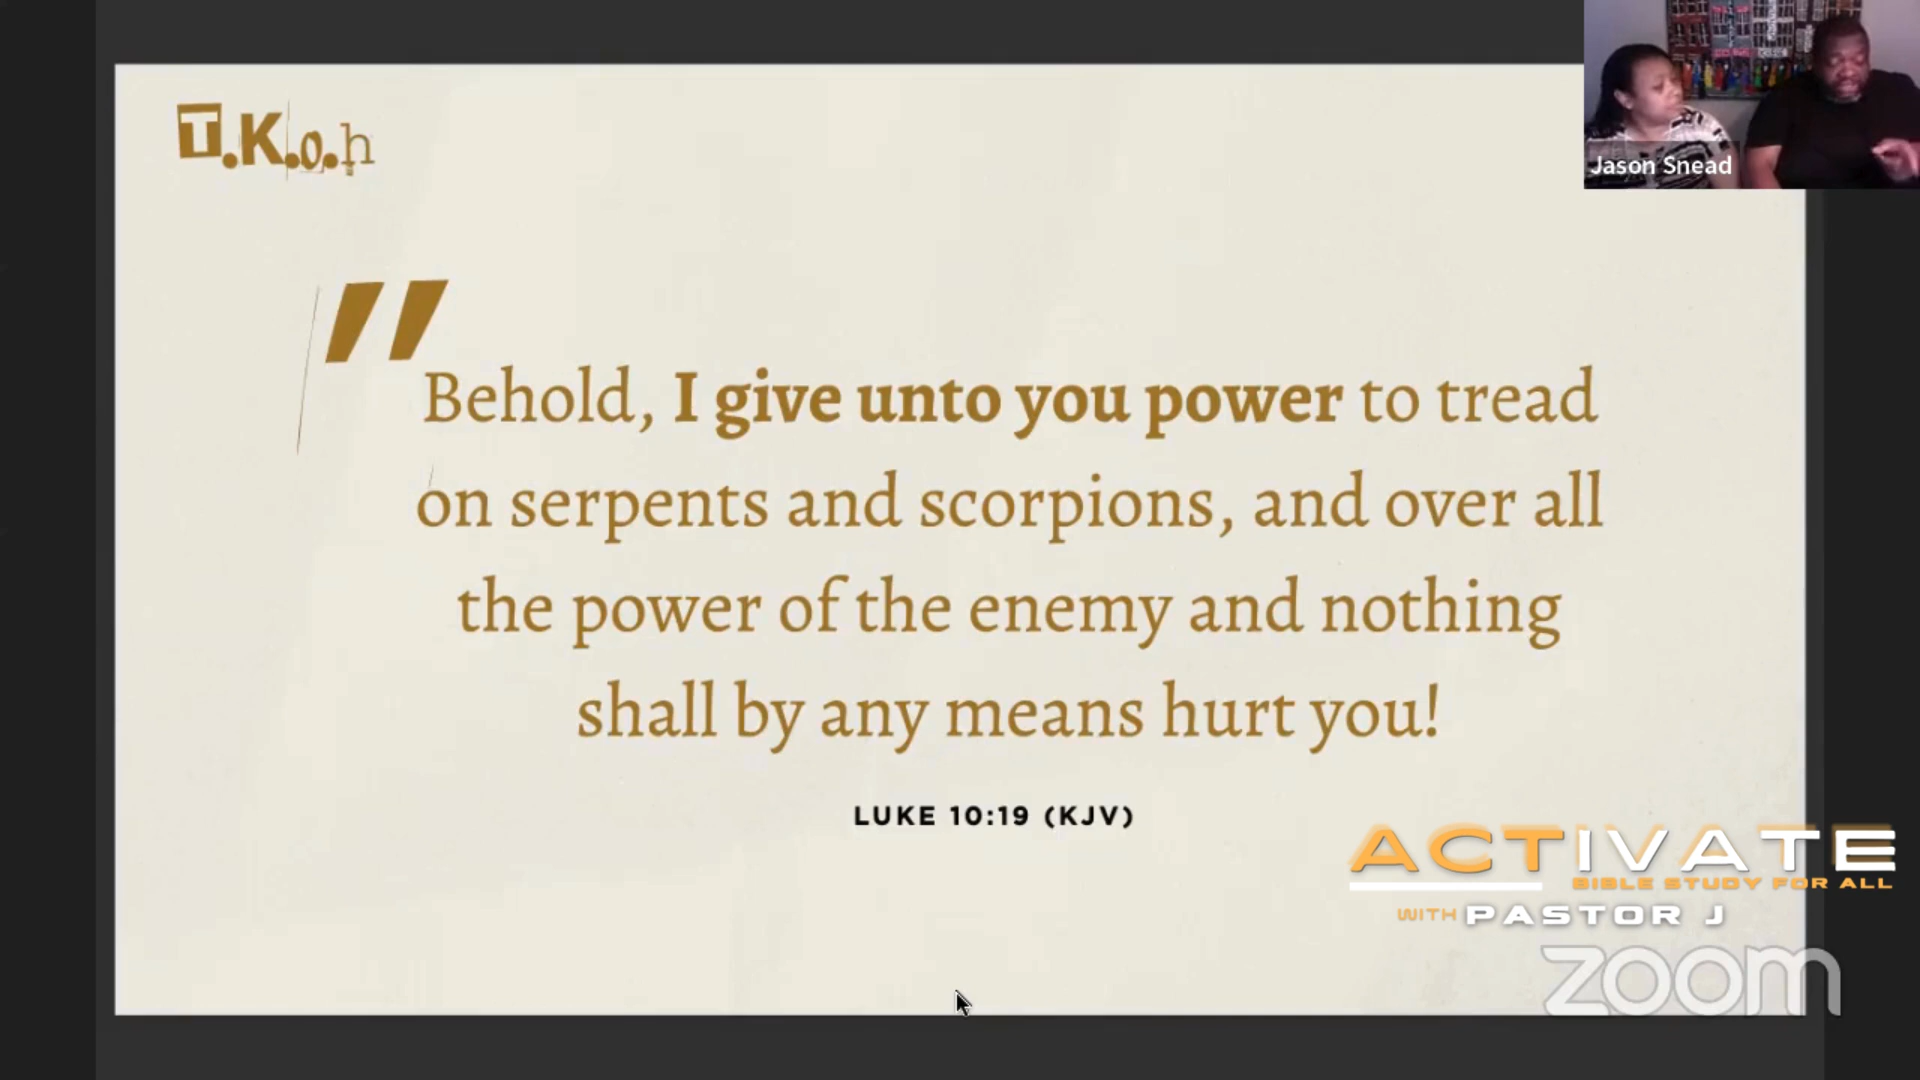 T.K.o.h
Jason Snead
"Behold, I give unto you power to tread
on serpents and scorpions, and over all
the power of the enemy and nothing
shall by any means hurt you!
LUKE 10:19 (KJV)
ACTIVATE
BIBLE STUDY FOR ALL
WITH PASTOR J
zoom